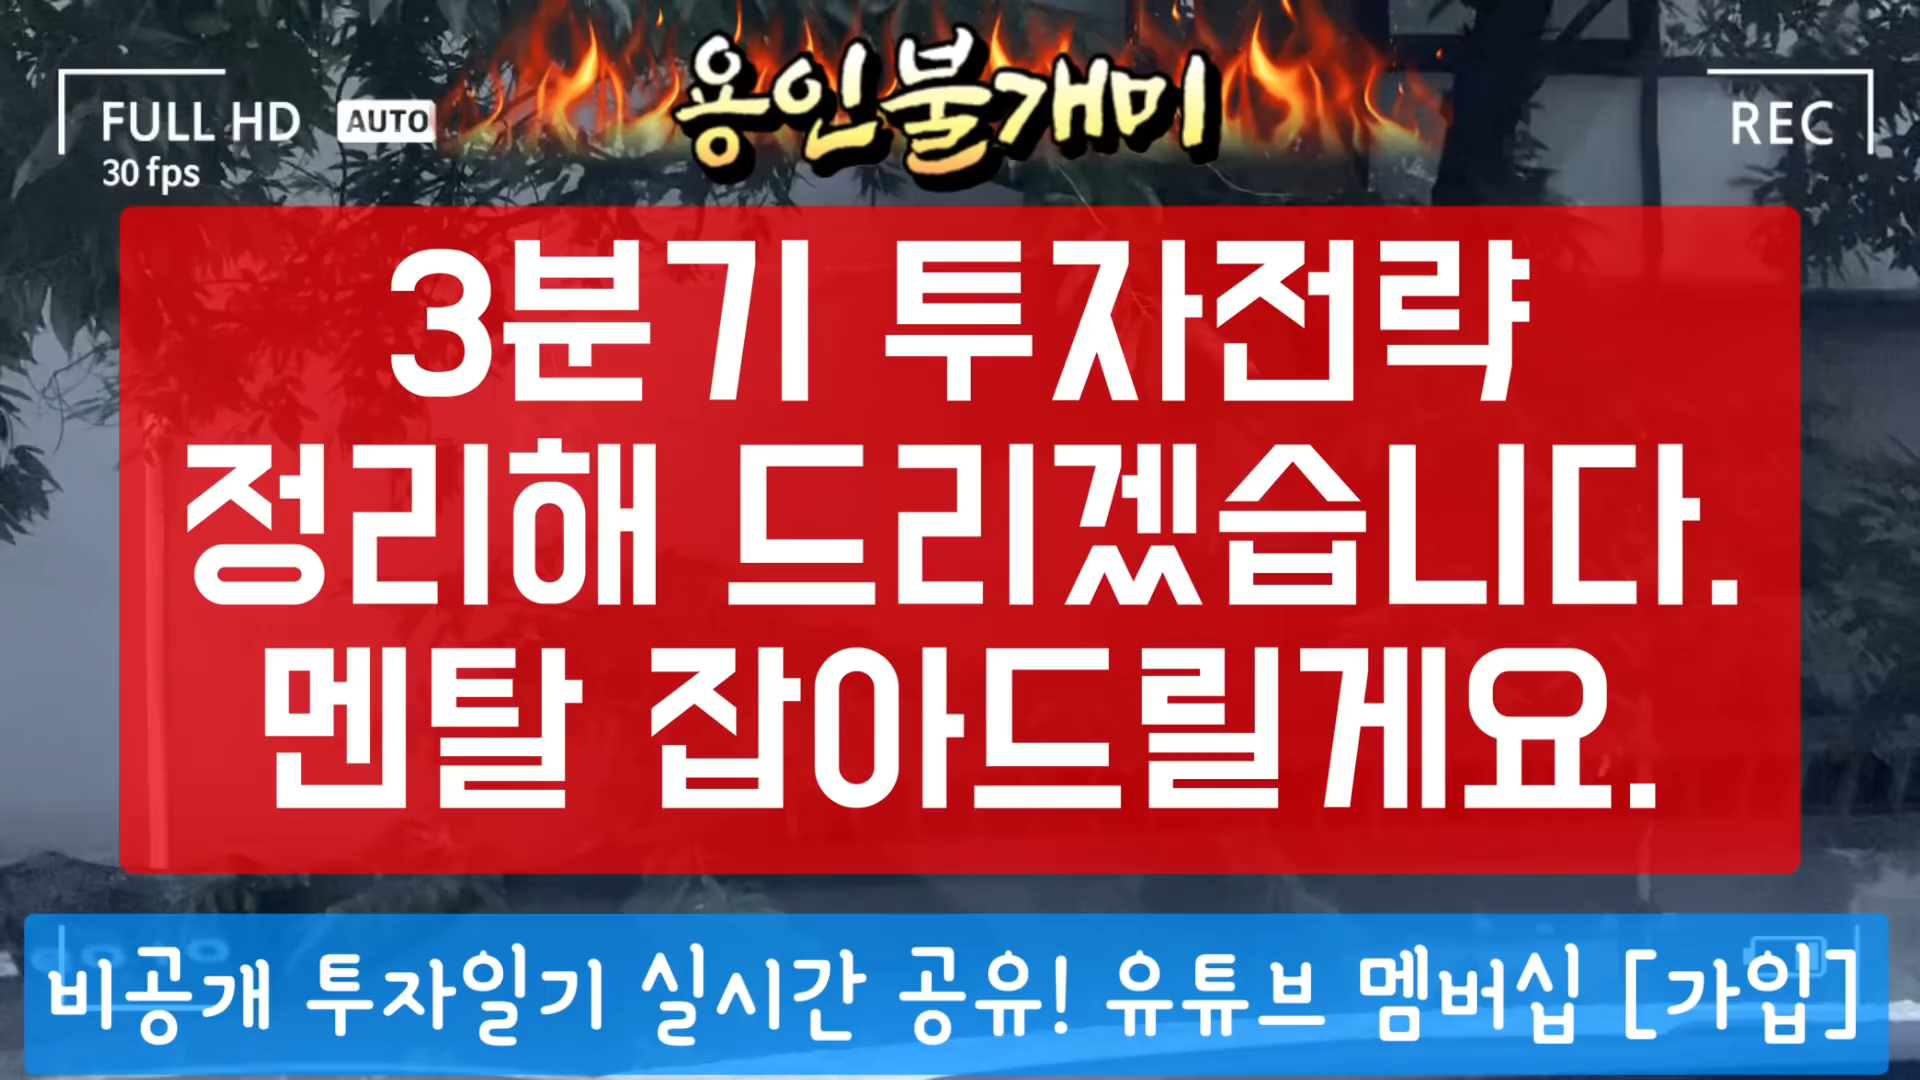 용인불개미
FULL HD AUTO
30 fps
REC
3분기 투자전략
정리해 드리겠습니다.
멘탈 잡아드릴게요.
비공개 투자일기 실시간 공유! 유튜브 멤버십 [가입]